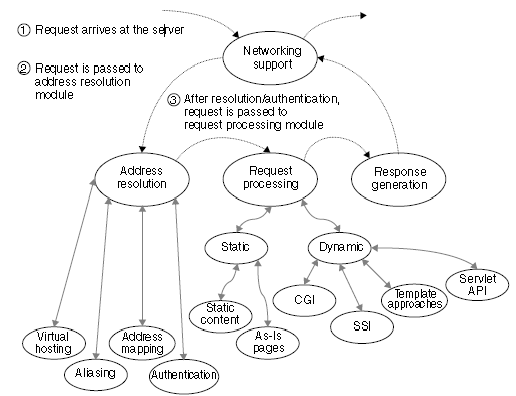 ① Request arrives at the server
Networking
support
② Request is passed to
address resolution
module
③ After resolution/authentication,
request is passed to
request processing module
Address
resolution
Request
processing
Response
generation
Static
Dynamic
Servlet
API
Static
content
CGI
Template
approaches
SSI
Virtual
hosting
Address
mapping
As-Is
pages
Aliasing
Authentication